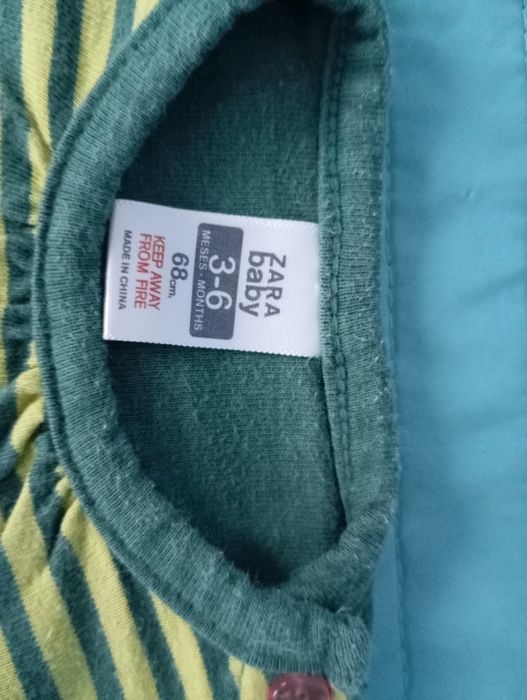 ZARA
baby
3-6
MESES - MONTHS
68cm.
KEEP AWAY
FROM FIRE
MADE IN CHINA